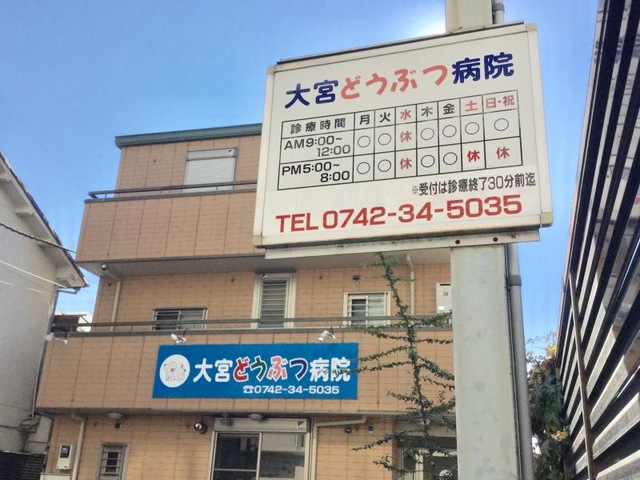 大宮どうぶつ病院
診療時間 月 火 水 木 金 土 日・祝
AM9:00~12:00 ○ ○ 休 ○ ○ ○ ○
PM5:00~8:00 ○ ○ 休 ○ ○ 休 休
※受付は診療終了30分前迄
TEL 0742-34-5035
大宮どうぶつ病院
☎0742-34-5035